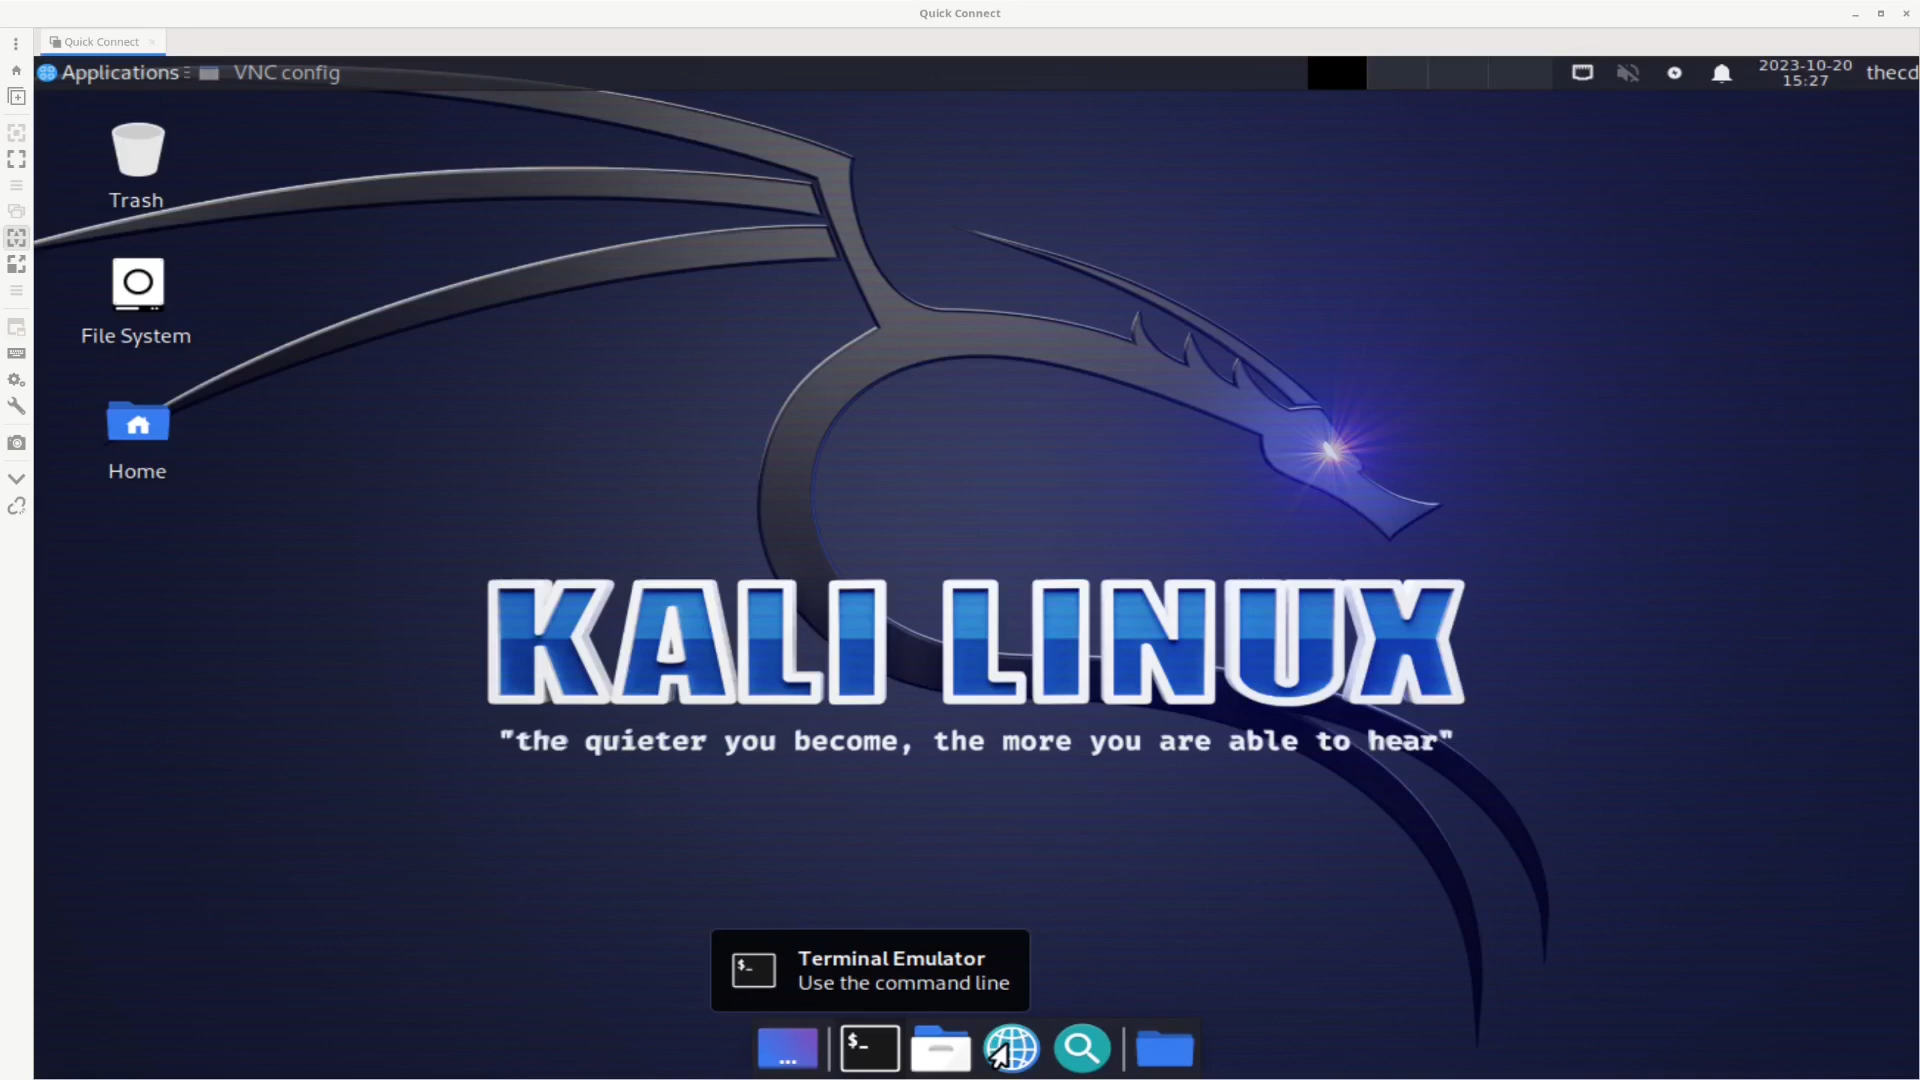 Quick Connect
Quick Connect
Applications
VNC config
2023-10-20
15:27
thecd
Trash
File System
Home
KALI LINUX
"the quieter you become, the more you are able to hear"
Terminal Emulator
Use the command line
$_
$_